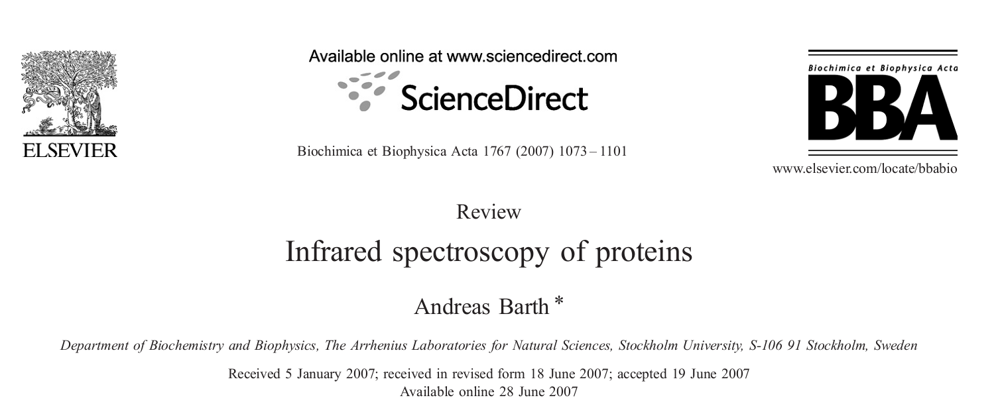 Available online at www.sciencedirect.com
ScienceDirect
ELSEVIER
Biochimica et Biophysica Acta 1767 (2007) 1073–1101
Biochimica et Biophysica Acta
BBA
www.elsevier.com/locate/bbabio
Review
Infrared spectroscopy of proteins
Andreas Barth *
Department of Biochemistry and Biophysics, The Arrhenius Laboratories for Natural Sciences, Stockholm University, S-106 91 Stockholm, Sweden
Received 5 January 2007; received in revised form 18 June 2007; accepted 19 June 2007
Available online 28 June 2007